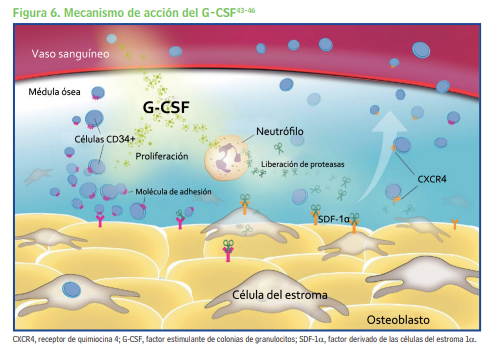 Figura 6. Mecanismo de acción del G-CSF43-46
Vaso sanguíneo
Médula ósea
G-CSF
Células CD34+
Neutrófilo
Proliferación
Liberación de proteasas
CXCR4
Molécula de adhesión
SDF-1α
Célula del estroma
Osteoblasto
CXCR4, receptor de quimiocina 4; G-CSF, factor estimulante de colonias de granulocitos; SDF-1α, factor derivado de las células del estroma 1α.